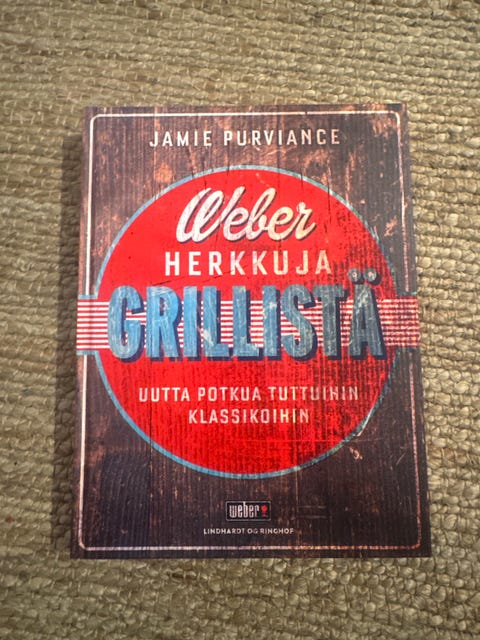 JAMIE PURVIANCE
Weber
HERKKUJA
GRILLISTÄ
UUTTA POTKUA TUTTUIHIN
KLASSIKOIHIN
weber
LINDHARDT OG RINGHOF